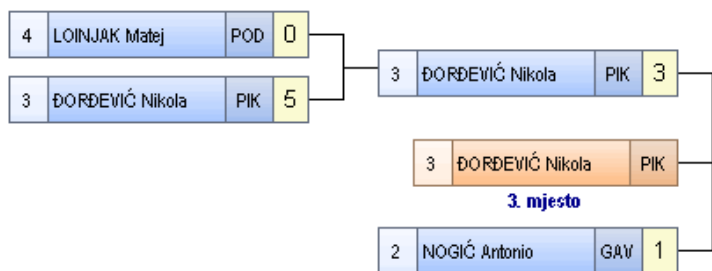 4 LOINJAK Matej POD 0
3 ĐORĐEVIĆ Nikola PIK 5
3 ĐORĐEVIĆ Nikola PIK 3
3 ĐORĐEVIĆ Nikola PIK
3. mjesto
2 NOGIĆ Antonio GAV 1